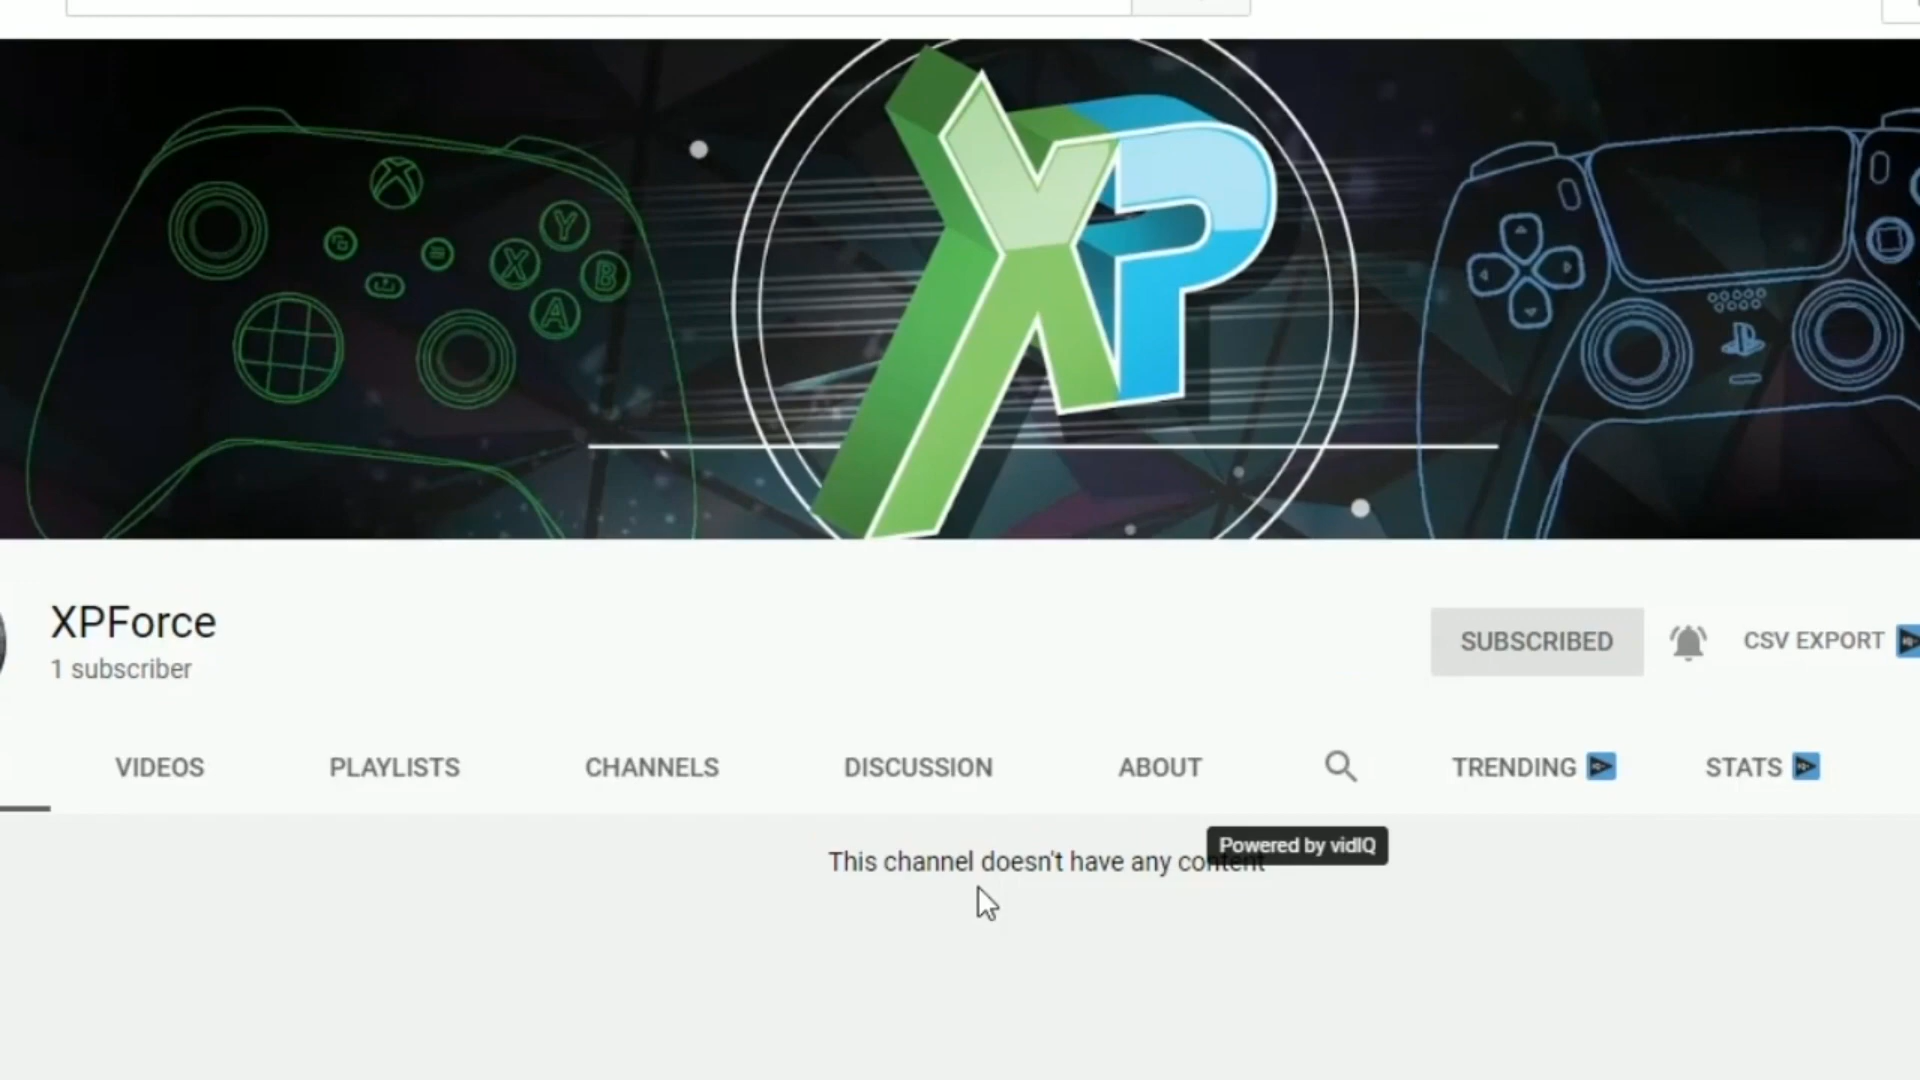 XP
Y
X
B
A
XPForce
1 subscriber
SUBSCRIBED
CSV EXPORT
VIDEOS
PLAYLISTS
CHANNELS
DISCUSSION
ABOUT
TRENDING
STATS
Powered by vidIQ
This channel doesn't have any content